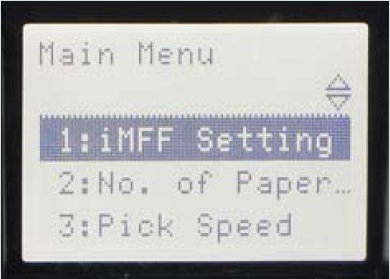 Main Menu
1:iMFF Setting
2:No. of Paper…
3:Pick Speed